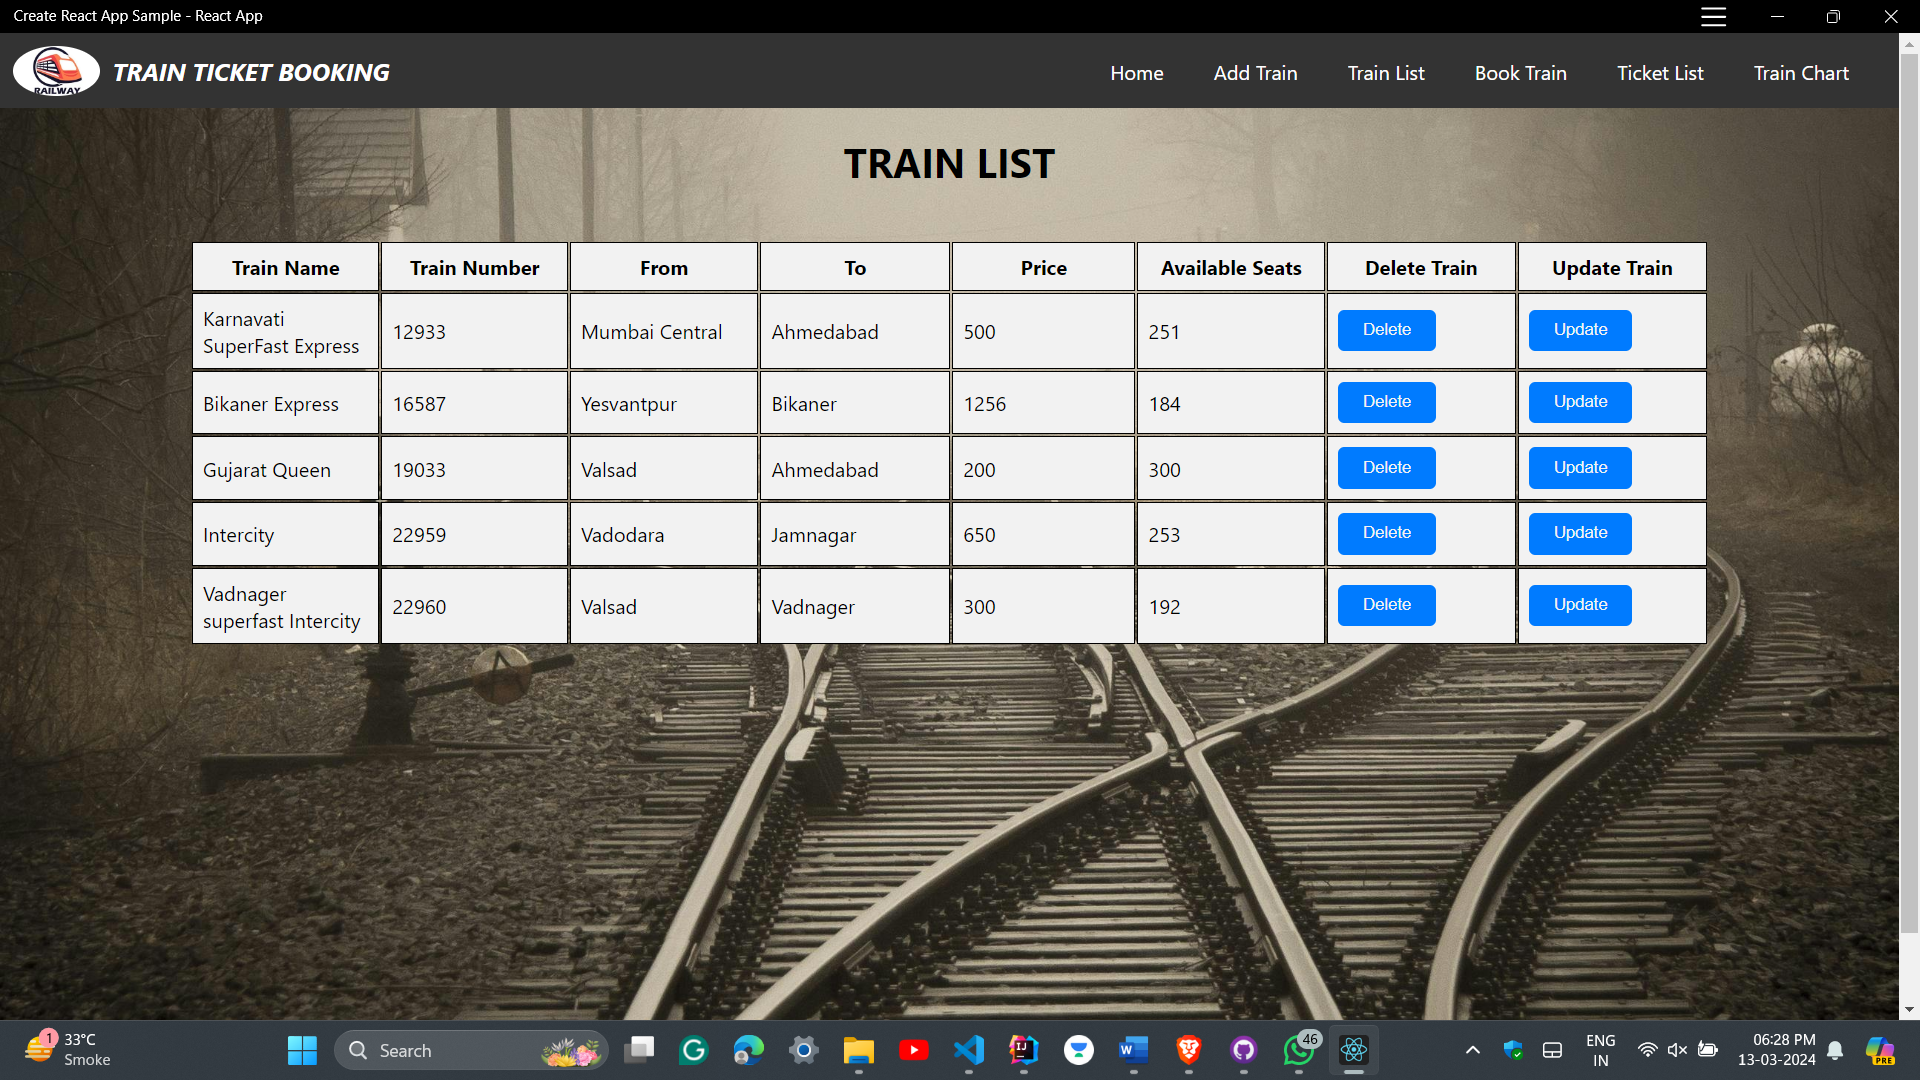 Create React App Sample - React App
RAILWAY
TRAIN TICKET BOOKING
Home Add Train Train List Book Train Ticket List Train Chart
TRAIN LIST
Train Name Train Number From To Price Available Seats Delete Train Update Train
Karnavati
SuperFast Express 12933 Mumbai Central Ahmedabad 500 251 Delete Update
Bikaner Express 16587 Yesvantpur Bikaner 1256 184 Delete Update
Gujarat Queen 19033 Valsad Ahmedabad 200 300 Delete Update
Intercity 22959 Vadodara Jamnagar 650 253 Delete Update
Vadnager
superfast Intercity 22960 Valsad Vadnager 300 192 Delete Update
1
33°C
Smoke
Search
46
ENG
IN
06:28 PM
13-03-2024
PRE